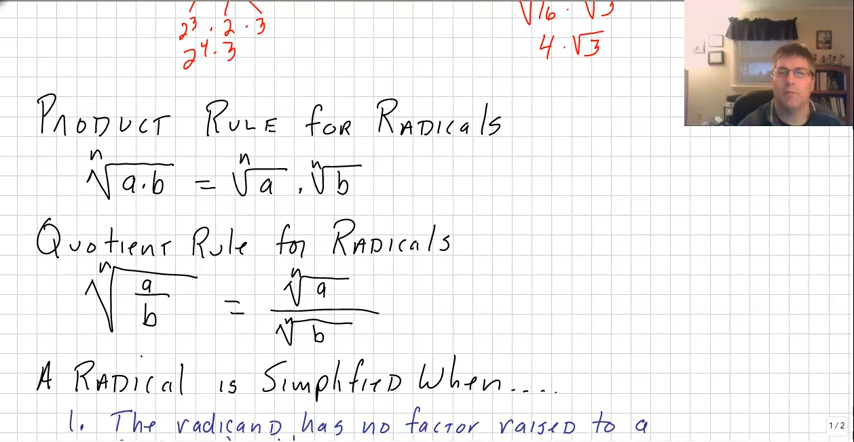 2³ · 2 · 3
2⁴ · 3
√16 · √3
4 · √3
PRODUCT RULE FOR RADICALS
ⁿ√a·b = ⁿ√a · ⁿ√b
Quotient Rule for RADICALS
ⁿ√(a/b) = ⁿ√a / ⁿ√b
A RADICAL is SimplifiED When....
1. The radicanD has no factor raised to a
1/2